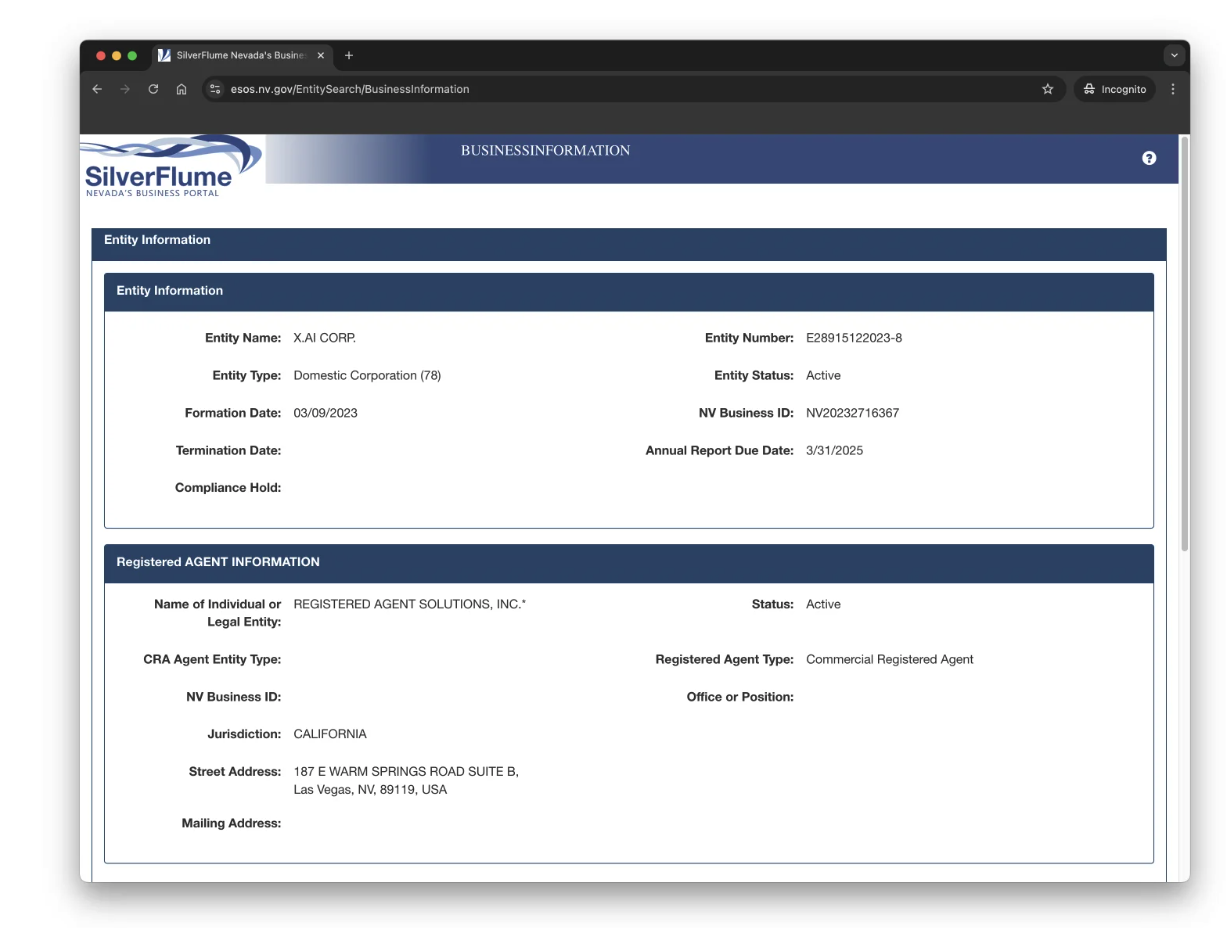 SilverFlume Nevada's Busine
esos.nv.gov/EntitySearch/BusinessInformation
Incognito
SilverFlume
NEVADA'S BUSINESS PORTAL
BUSINESSINFORMATION
?
Entity Information
Entity Information
Entity Name: X.AI CORP. Entity Number: E28915122023-8
Entity Type: Domestic Corporation (78) Entity Status: Active
Formation Date: 03/09/2023 NV Business ID: NV20232716367
Termination Date: Annual Report Due Date: 3/31/2025
Compliance Hold:
Registered AGENT INFORMATION
Name of Individual or REGISTERED AGENT SOLUTIONS, INC.* Status: Active
Legal Entity:
CRA Agent Entity Type: Registered Agent Type: Commercial Registered Agent
NV Business ID: Office or Position:
Jurisdiction: CALIFORNIA
Street Address: 187 E WARM SPRINGS ROAD SUITE B,
Las Vegas, NV, 89119, USA
Mailing Address: